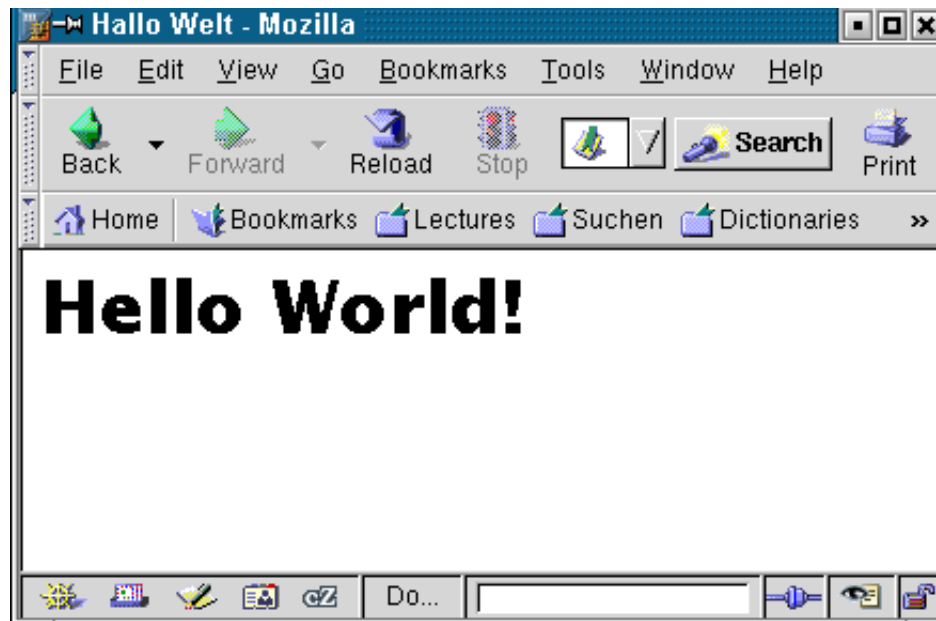 Hallo Welt - Mozilla
File Edit View Go Bookmarks Tools Window Help
Back Forward Reload Stop Search Print
Home Bookmarks Lectures Suchen Dictionaries »
Hello World!
cZ Do...